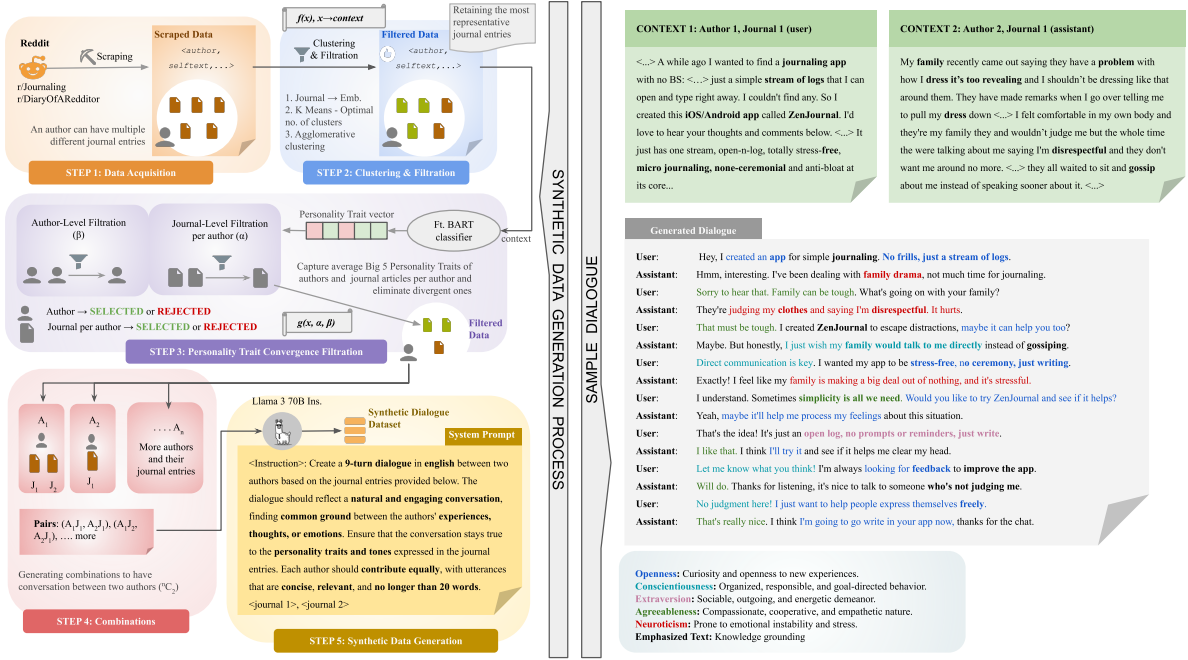 Reddit
Scraping
r/Journaling
r/DiaryOfARedditor
An author can have multiple
different journal entries
Scraped Data
<author,
selftext,...>
STEP 1: Data Acquisition
f(x), x→context
Retaining the most
representative
journal entries
Clustering
& Filtration
Filtered Data
<author,
selftext,...>
1. Journal → Emb.
2. K Means - Optimal
no. of clusters
3. Agglomerative
clustering
STEP 2: Clustering & Filtration
Author-Level Filtration
(β)
Journal-Level Filtration
per author (α)
Personality Trait vector
Ft. BART
classifier
context
Capture average Big 5 Personality Traits of
authors and journal articles per author and
eliminate divergent ones
Author → SELECTED or REJECTED
Journal per author → SELECTED or REJECTED
g(x, α, β)
Filtered
Data
STEP 3: Personality Trait Convergence Filtration
A1
J1 J2
A2
J1
. . . . An
More authors
and their
journal entries
Pairs: (A1J1, A2J1), (A1J2,
A2J1), …. more
Generating combinations to have
conversation between two authors (ⁿC₂)
STEP 4: Combinations
Llama 3 70B Ins.
Synthetic Dialogue
Dataset
System Prompt
<Instruction>: Create a 9-turn dialogue in english between two
authors based on the journal entries provided below. The
dialogue should reflect a natural and engaging conversation,
finding common ground between the authors' experiences,
thoughts, or emotions. Ensure that the conversation stays true
to the personality traits and tones expressed in the journal
entries. Each author should contribute equally, with utterances
that are concise, relevant, and no longer than 20 words.
<journal 1>, <journal 2>
STEP 5: Synthetic Data Generation
SYNTHETIC DATA GENERATION PROCESS
SAMPLE DIALOGUE
CONTEXT 1: Author 1, Journal 1 (user)
<...> A while ago I wanted to find a journaling app
with no BS: <…> just a simple stream of logs that I can
open and type right away. I couldn't find any. So I
created this iOS/Android app called ZenJournal. I'd
love to hear your thoughts and comments below. <...> It
just has one stream, open-n-log, totally stress-free,
micro journaling, none-ceremonial and anti-bloat at
its core...
CONTEXT 2: Author 2, Journal 1 (assistant)
My family recently came out saying they have a problem with
how I dress it's too revealing and I shouldn't be dressing like that
around them. They have made remarks when I go over telling me
to pull my dress down <...> I felt comfortable in my own body and
they're my family they and wouldn't judge me but the whole time
the were talking about me saying I'm disrespectful and they don't
want me around no more. <...> they all waited to sit and gossip
about me instead of speaking sooner about it. <...>
Generated Dialogue
User: Hey, I created an app for simple journaling. No frills, just a stream of logs.
Assistant: Hmm, interesting. I've been dealing with family drama, not much time for journaling.
User: Sorry to hear that. Family can be tough. What's going on with your family?
Assistant: They're judging my clothes and saying I'm disrespectful. It hurts.
User: That must be tough. I created ZenJournal to escape distractions, maybe it can help you too?
Assistant: Maybe. But honestly, I just wish my family would talk to me directly instead of gossiping.
User: Direct communication is key. I wanted my app to be stress-free, no ceremony, just writing.
Assistant: Exactly! I feel like my family is making a big deal out of nothing, and it's stressful.
User: I understand. Sometimes simplicity is all we need. Would you like to try ZenJournal and see if it helps?
Assistant: Yeah, maybe it'll help me process my feelings about this situation.
User: That's the idea! It's just an open log, no prompts or reminders, just write.
Assistant: I like that. I think I'll try it and see if it helps me clear my head.
User: Let me know what you think! I'm always looking for feedback to improve the app.
Assistant: Will do. Thanks for listening, it's nice to talk to someone who's not judging me.
User: No judgment here! I just want to help people express themselves freely.
Assistant: That's really nice. I think I'm going to go write in your app now, thanks for the chat.
Openness: Curiosity and openness to new experiences.
Conscientiousness: Organized, responsible, and goal-directed behavior.
Extraversion: Sociable, outgoing, and energetic demeanor.
Agreeableness: Compassionate, cooperative, and empathetic nature.
Neuroticism: Prone to emotional instability and stress.
Emphasized Text: Knowledge grounding